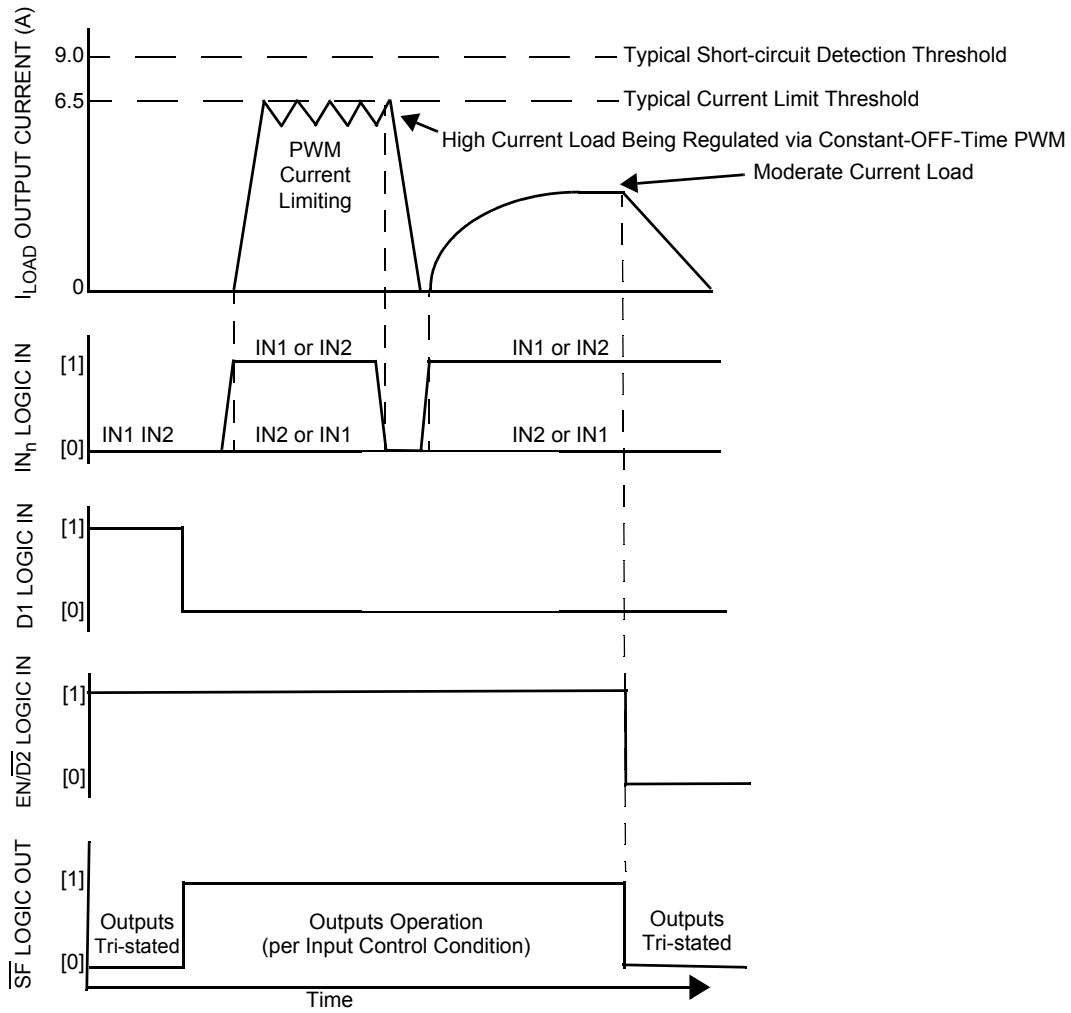 I_LOAD OUTPUT CURRENT (A)
9.0
Typical Short-circuit Detection Threshold
6.5
Typical Current Limit Threshold
High Current Load Being Regulated via Constant-OFF-Time PWM
PWM
Current
Limiting
Moderate Current Load
0
IN_n LOGIC IN
[1]
IN1 or IN2
IN1 or IN2
[0]
IN1 IN2
IN2 or IN1
IN2 or IN1
D1 LOGIC IN
[1]
[0]
EN/D̅2̅ LOGIC IN
[1]
[0]
S̅F̅ LOGIC OUT
[1]
[0]
Outputs
Tri-stated
Outputs Operation
(per Input Control Condition)
Outputs
Tri-stated
Time